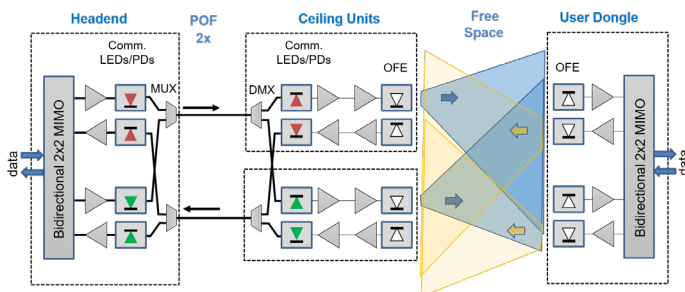 Headend
POF
2x
Ceiling Units
Free
Space
User Dongle
Comm.
LEDs/PDs
MUX
DMX
Comm.
LEDs/PDs
OFE
OFE
Bidirectional 2x2 MIMO
data
Bidirectional 2x2 MIMO
data